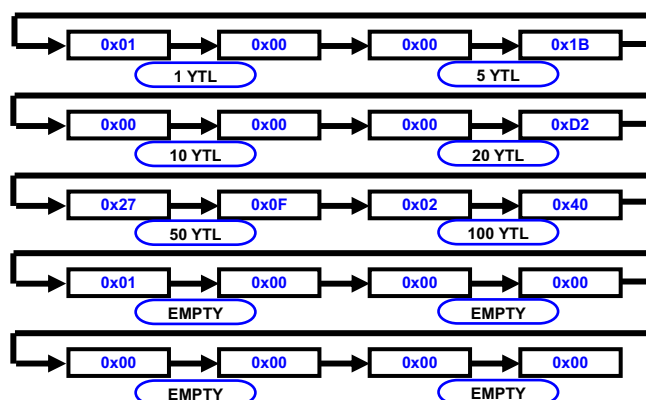 0x01 0x00 0x00 0x1B
1 YTL 5 YTL
0x00 0x00 0x00 0xD2
10 YTL 20 YTL
0x27 0x0F 0x02 0x40
50 YTL 100 YTL
0x01 0x00 0x00 0x00
EMPTY EMPTY
0x00 0x00 0x00 0x00
EMPTY EMPTY